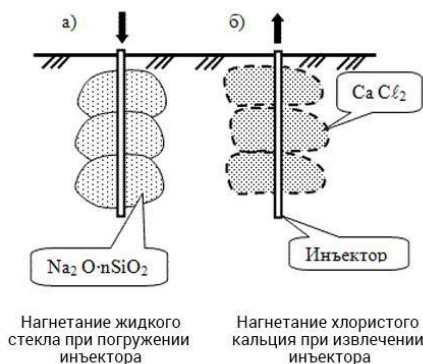 а)
б)
Ca Cℓ₂
Na₂ O·nSiO₂
Инъектор
Нагнетание жидкого
стекла при погружении
инъектора
Нагнетание хлористого
кальция при извлечении
инъектора